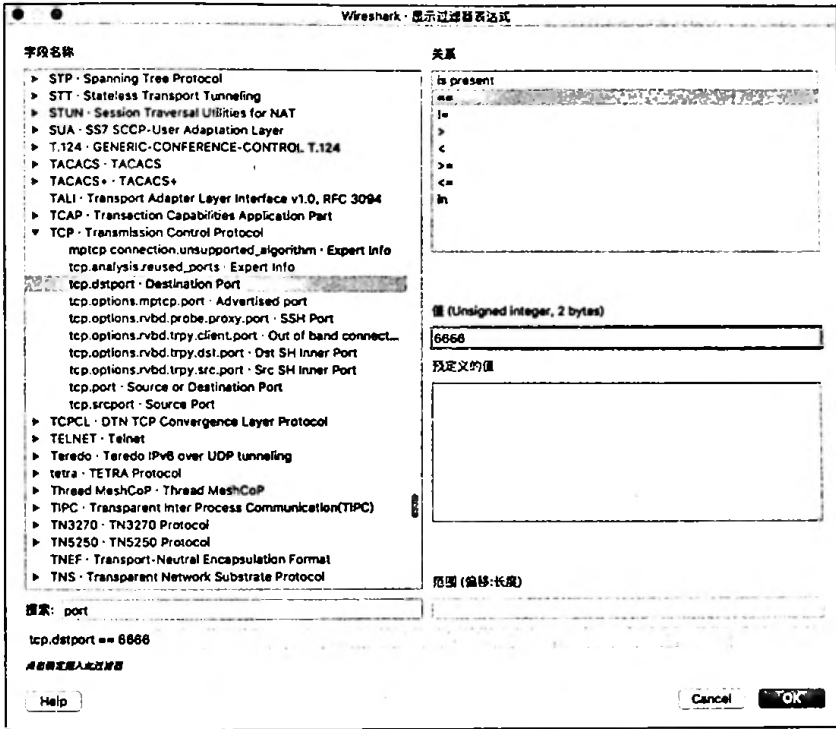 Wireshark · 显示过滤器表达式
字段名称
STP · Spanning Tree Protocol
STT · Stateless Transport Tunneling
STUN · Session Traversal Utilities for NAT
SUA · SS7 SCCP-User Adaptation Layer
T.124 · GENERIC-CONFERENCE-CONTROL T.124
TACACS · TACACS
TACACS+ · TACACS+
TALI · Transport Adapter Layer Interface v1.0, RFC 3094
TCAP · Transaction Capabilities Application Part
TCP · Transmission Control Protocol
mptcp connection.unsupported_algorithm · Expert Info
tcp.analysis.reused_ports · Expert Info
tcp.dstport · Destination Port
tcp.options.mptcp.port · Advertised port
tcp.options.rvbd.probe.proxy.port · SSH Port
tcp.options.rvbd.trpy.client.port · Out of band connect...
tcp.options.rvbd.trpy.dst.port · Dst SH Inner Port
tcp.options.rvbd.trpy.src.port · Src SH Inner Port
tcp.port · Source or Destination Port
tcp.srcport · Source Port
TCPCL · DTN TCP Convergence Layer Protocol
TELNET · Telnet
Teredo · Teredo IPv6 over UDP tunneling
tetra · TETRA Protocol
Thread MeshCoP · Thread MeshCoP
TIPC · Transparent Inter Process Communication(TIPC)
TN3270 · TN3270 Protocol
TN5250 · TN5250 Protocol
TNEF · Transport-Neutral Encapsulation Format
TNS · Transparent Network Substrate Protocol
搜索: port
关系
is present
==
!=
>
<
>=
<=
in
值 (Unsigned integer, 2 bytes)
6666
预定义的值
范围 (偏移:长度)
tcp.dstport == 6666
点击确定插入此过滤器
Help
Cancel
OK